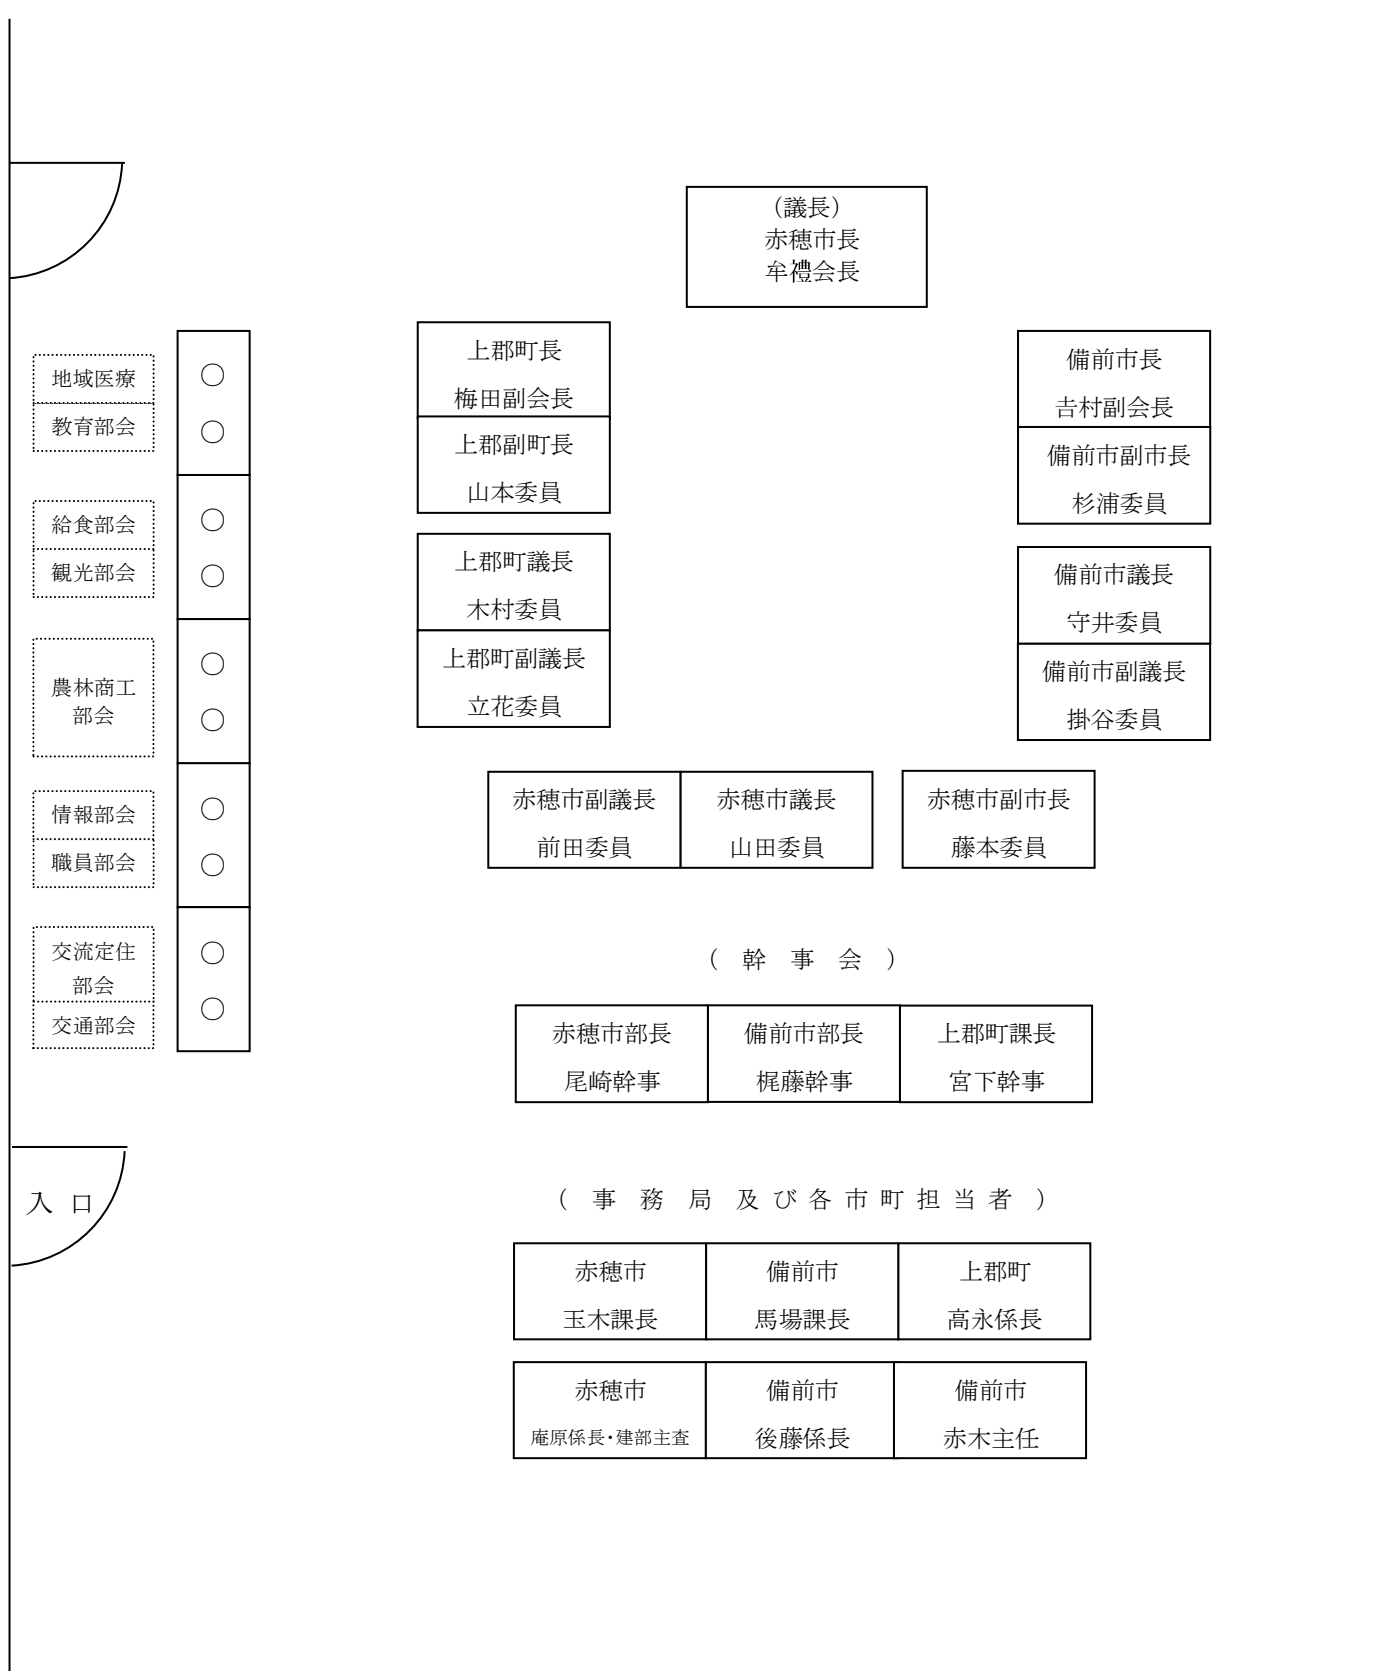 （議長）
赤穂市長
牟禮会長
上郡町長
梅田副会長
上郡副町長
山本委員
上郡町議長
木村委員
上郡町副議長
立花委員
備前市長
𠮷村副会長
備前市副市長
杉浦委員
備前市議長
守井委員
備前市副議長
掛谷委員
赤穂市副議長
前田委員
赤穂市議長
山田委員
赤穂市副市長
藤本委員
地域医療
〇
教育部会
〇
給食部会
〇
観光部会
〇
農林商工
部会
〇
〇
情報部会
〇
職員部会
〇
交流定住
部会
〇
交通部会
〇
（ 幹 事 会 ）
赤穂市部長
尾崎幹事
備前市部長
梶藤幹事
上郡町課長
宮下幹事
入 口
（ 事 務 局 及 び 各 市 町 担 当 者 ）
赤穂市
玉木課長
備前市
馬場課長
上郡町
高永係長
赤穂市
庵原係長・建部主査
備前市
後藤係長
備前市
赤木主任